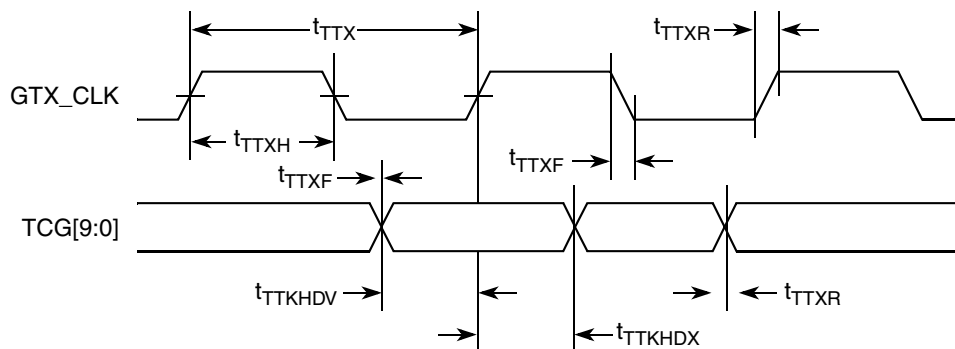 tTTX
tTTXR
GTX_CLK
tTTXH
tTTXF
tTTXF
TCG[9:0]
tTTKHDV
tTTXR
tTTKHDX